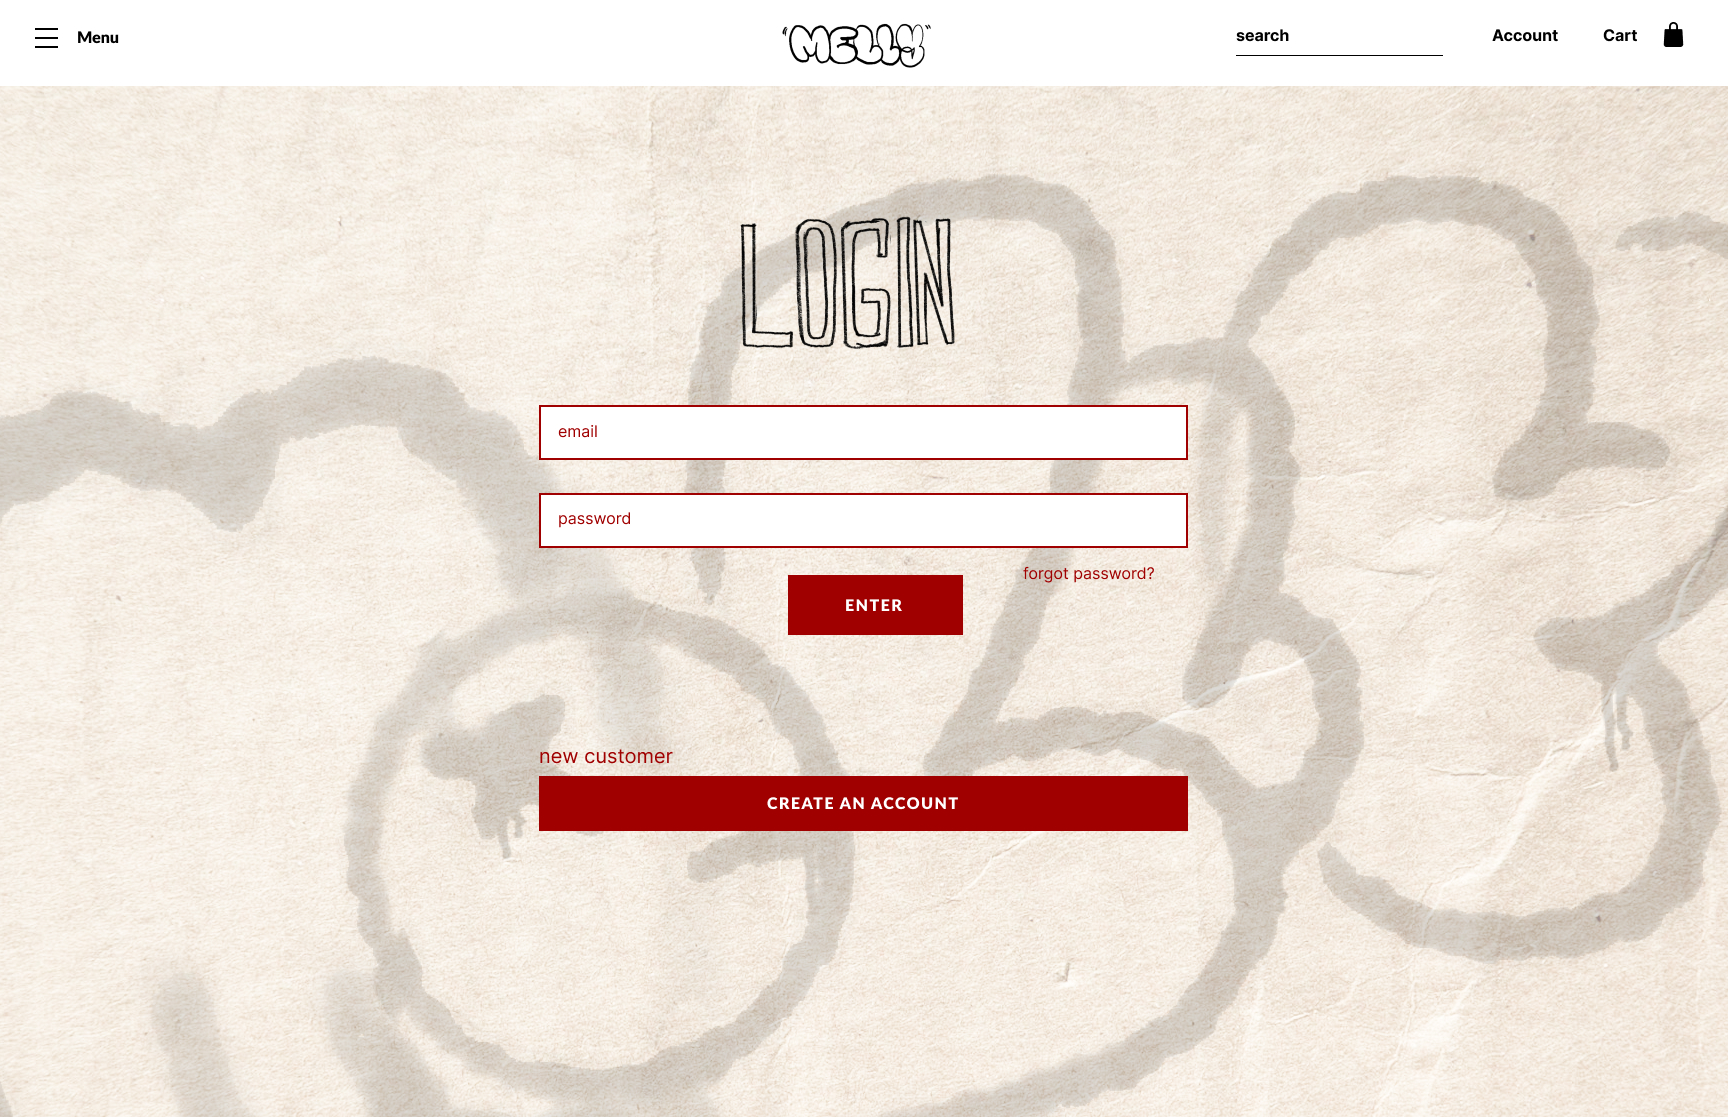 Menu
"MELLY"
search
Account
Cart
LOGIN
email
password
forgot password?
ENTER
new customer
CREATE AN ACCOUNT